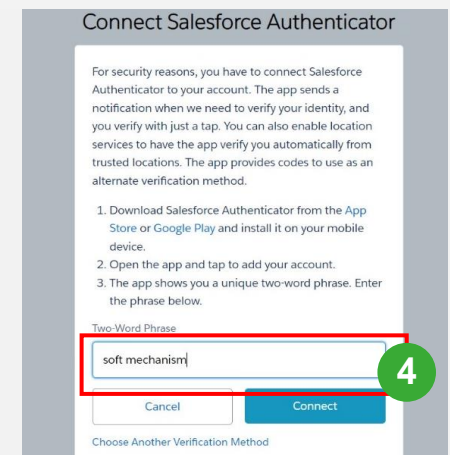 Connect Salesforce Authenticator
For security reasons, you have to connect Salesforce
Authenticator to your account. The app sends a
notification when we need to verify your identity, and
you verify with just a tap. You can also enable location
services to have the app verify you automatically from
trusted locations. The app provides codes to use as an
alternate verification method.
1. Download Salesforce Authenticator from the App
Store or Google Play and install it on your mobile
device.
2. Open the app and tap to add your account.
3. The app shows you a unique two-word phrase. Enter
the phrase below.
Two-Word Phrase
soft mechanism
4
Cancel Connect
Choose Another Verification Method